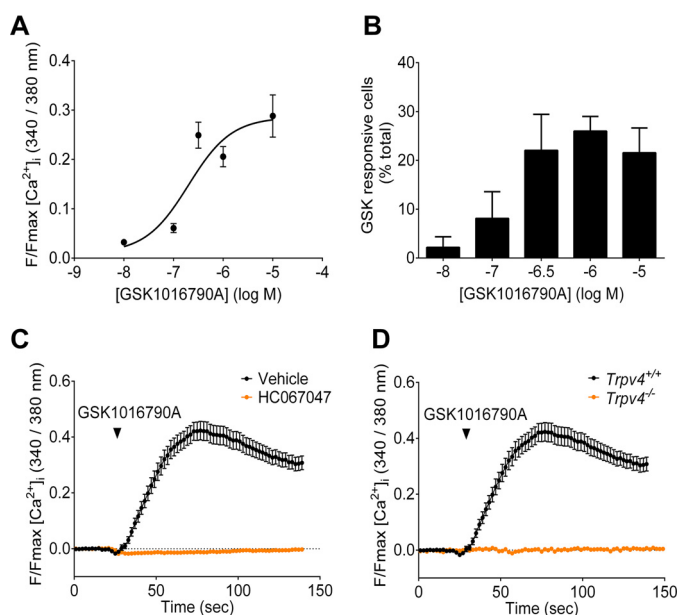 A
F/Fmax [Ca²⁺]ᵢ (340 / 380 nm)
0.4
0.3
0.2
0.1
0.0
-9
-8
-7
-6
-5
-4
[GSK1016790A] (log M)
B
GSK responsive cells
(% total)
40
30
20
10
0
-8
-7
-6.5
-6
-5
[GSK1016790A] (log M)
C
F/Fmax [Ca²⁺]ᵢ (340 / 380 nm)
0.6
0.4
0.2
0.0
Vehicle
HC067047
GSK1016790A
0
50
100
150
Time (sec)
D
F/Fmax [Ca²⁺]ᵢ (340 / 380 nm)
0.6
0.4
0.2
0.0
Trpv4⁺/⁺
Trpv4⁻/⁻
GSK1016790A
0
50
100
150
Time (sec)